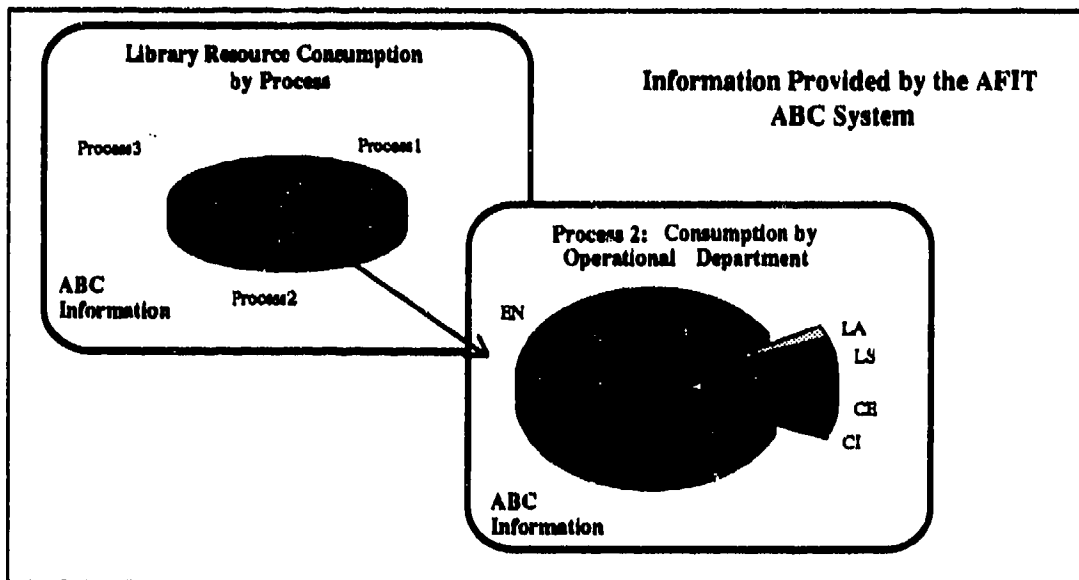 Library Resource Consumption
by Process
Process3
Process1
Process2
ABC
Information
Information Provided by the AFIT
ABC System
Process 2: Consumption by
Operational Department
EN
LA
LS
CE
CI
ABC
Information